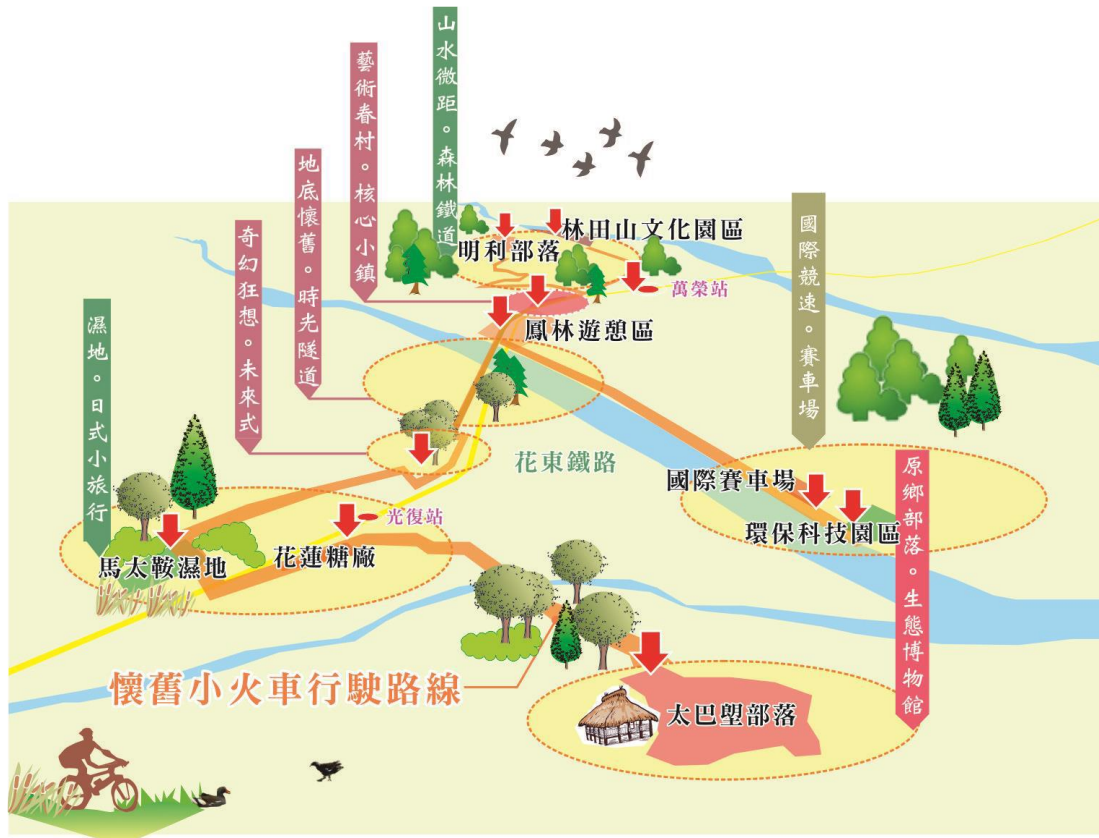 山水微距。森林鐵道
藝術眷村。核心小鎮
地底懷舊。時光隧道
奇幻狂想。未來式
濕地。日式小旅行
國際競速。賽車場
原鄉部落。生態博物館
林田山文化園區
明利部落
萬榮站
鳳林遊憩區
花東鐵路
國際賽車場
環保科技園區
光復站
馬太鞍濕地
花蓮糖廠
懷舊小火車行駛路線
太巴塱部落